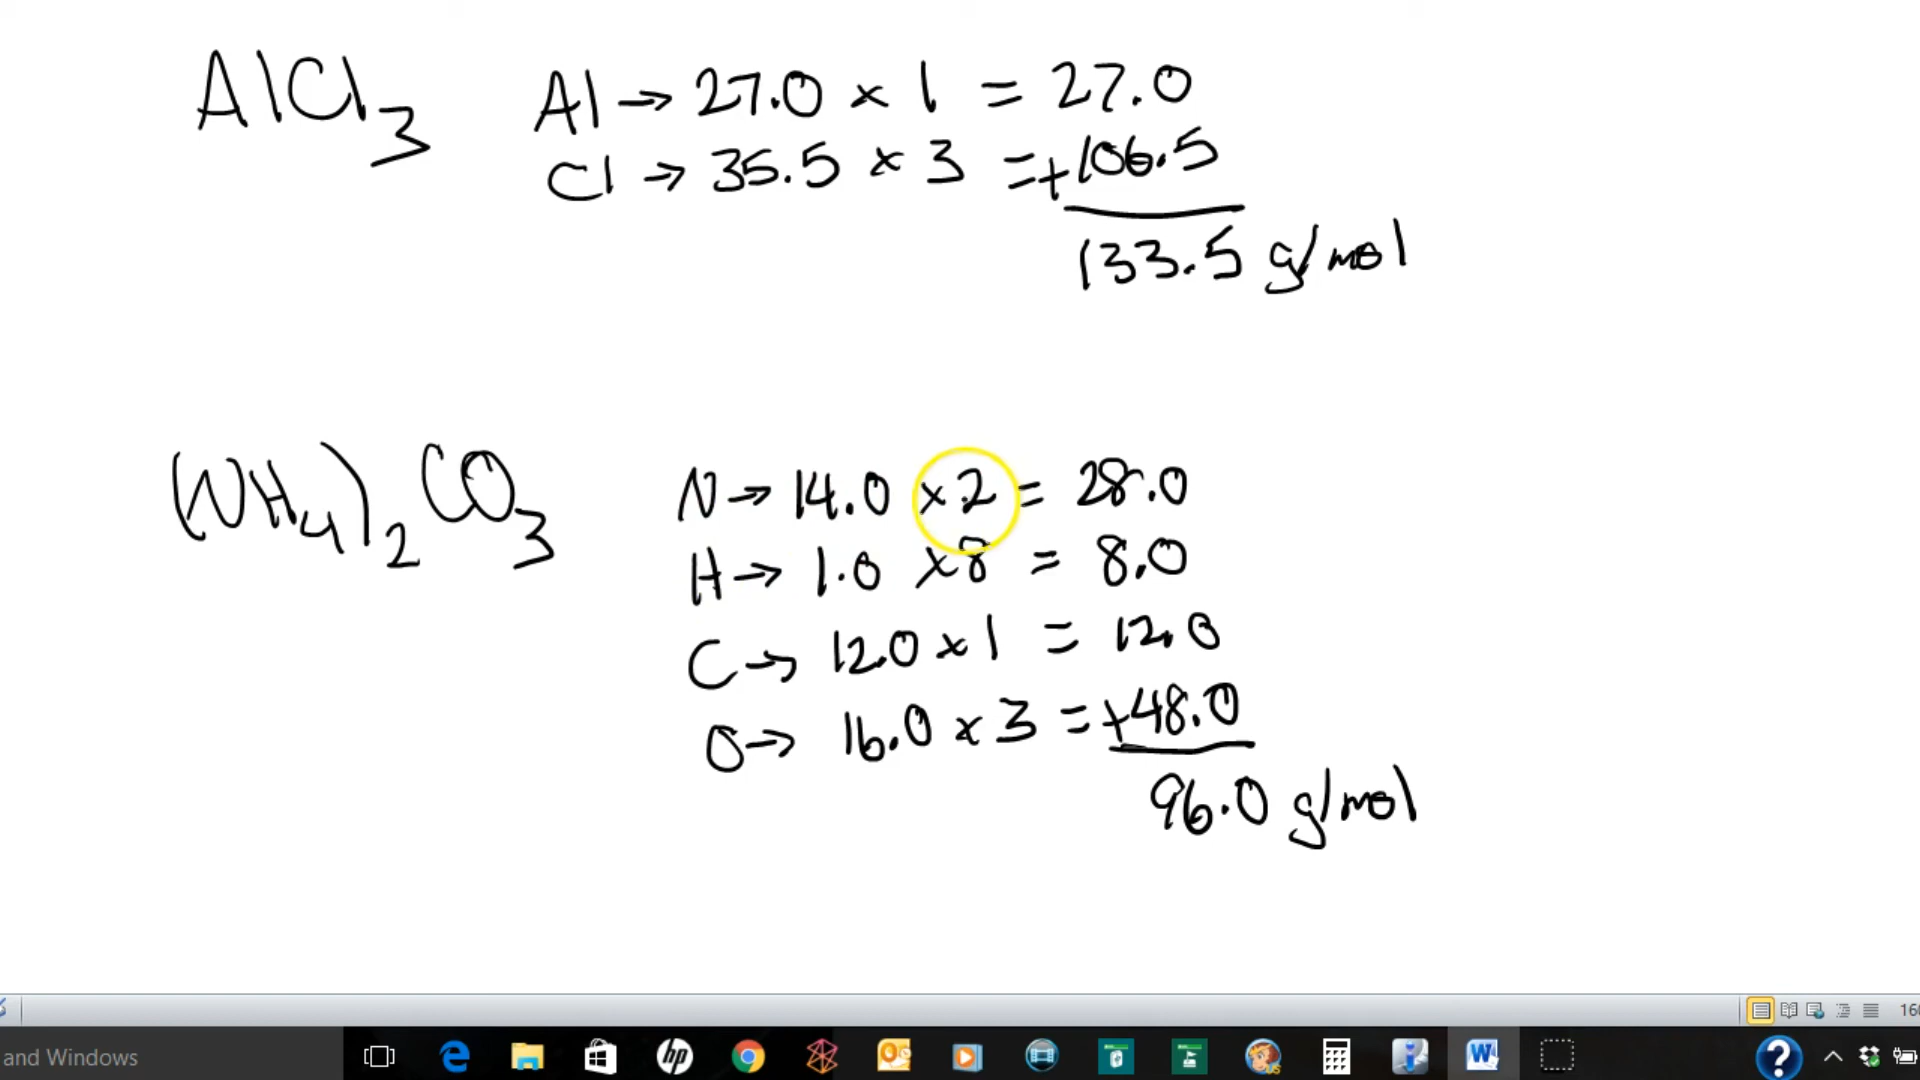 AlCl3 Al → 27.0 × 1 = 27.0
Cl → 35.5 × 3 = +106.5
133.5 g/mol
(NH4)2CO3 N → 14.0 ×2 = 28.0
H → 1.0 ×8 = 8.0
C → 12.0 × 1 = 12.0
O → 16.0 × 3 = +48.0
96.0 g/mol
and Windows